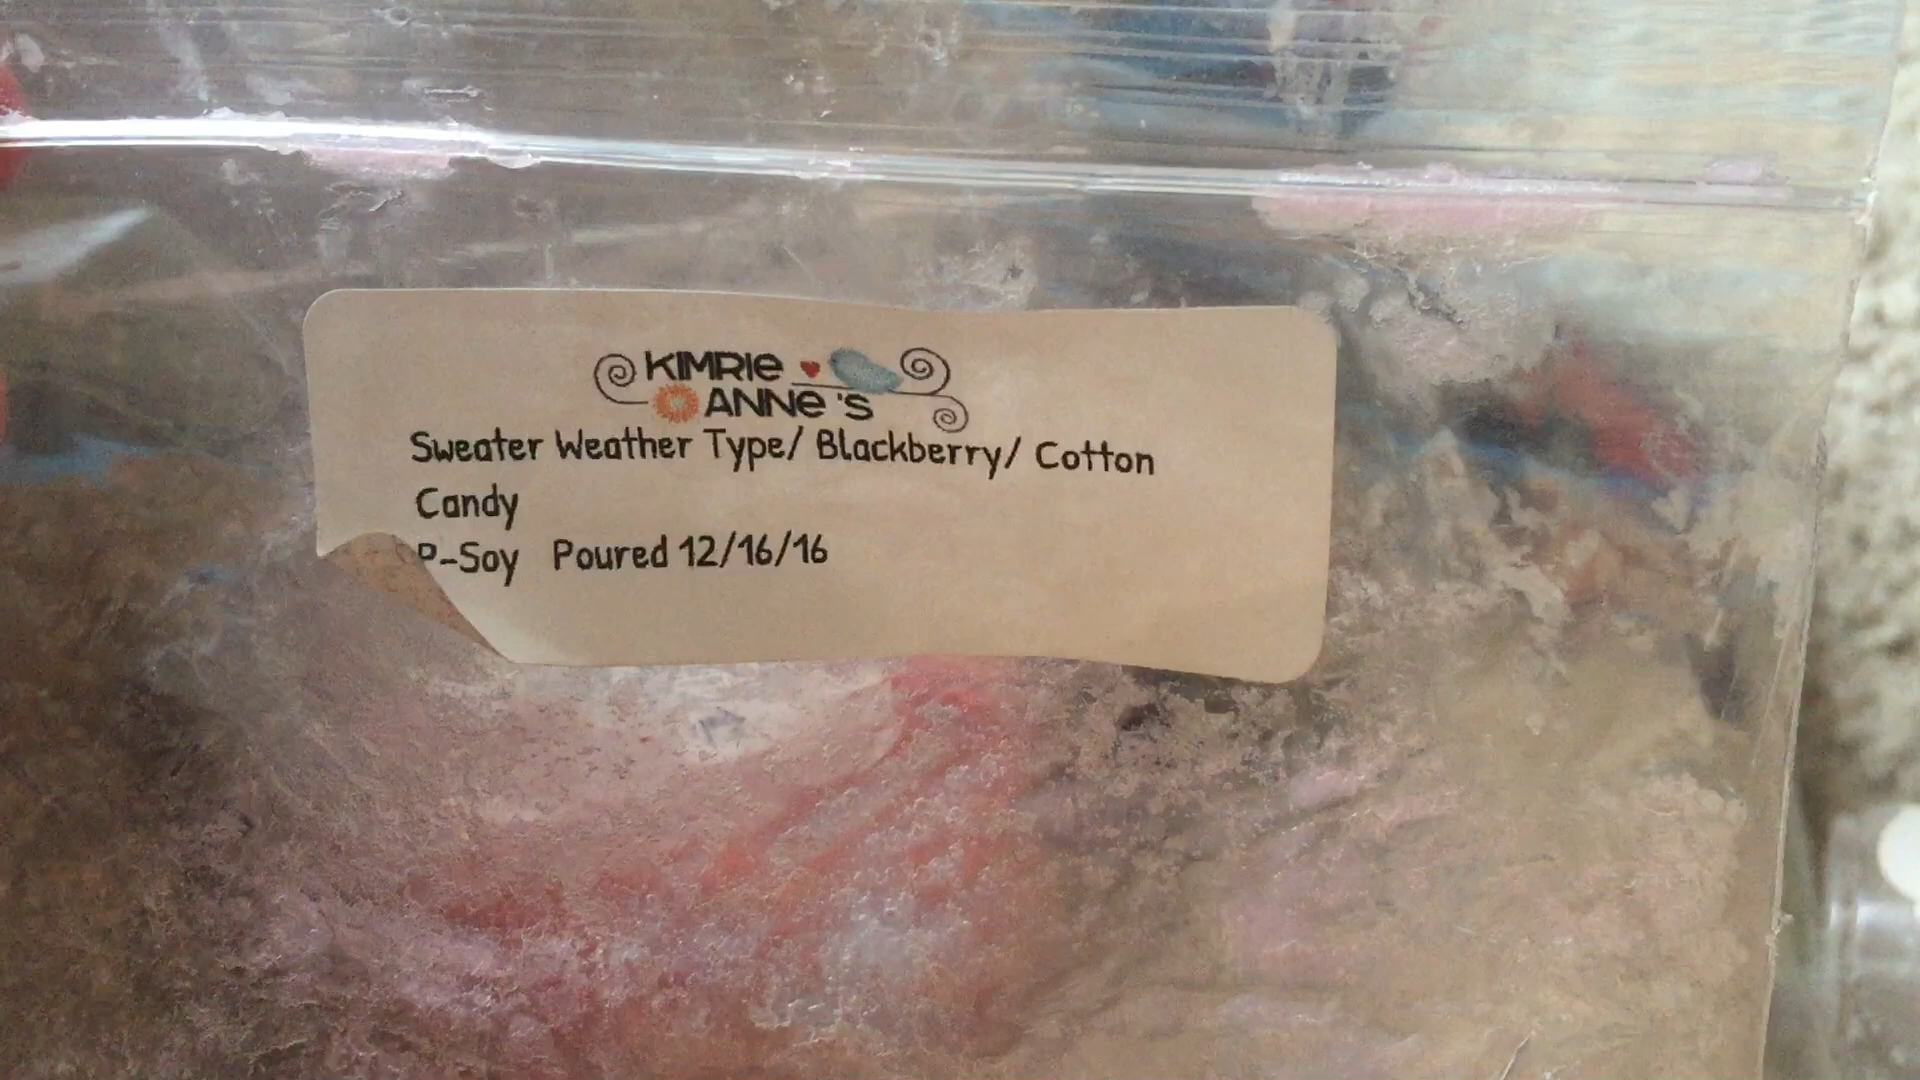 KIMRIE
ANNE'S
Sweater Weather Type/ Blackberry/ Cotton
Candy
P-Soy Poured 12/16/16